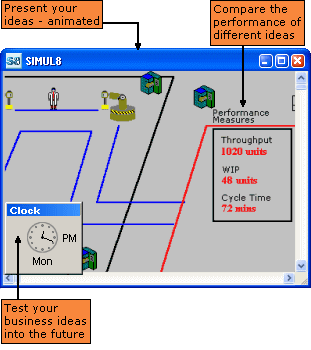 Present your
ideas - animated
Compare the
performance of
different ideas
SIMUL8
Performance
Measures
Throughput
1020 units
WIP
48 units
Cycle Time
72 mins
Clock
PM
Mon
Test your
business ideas
into the future